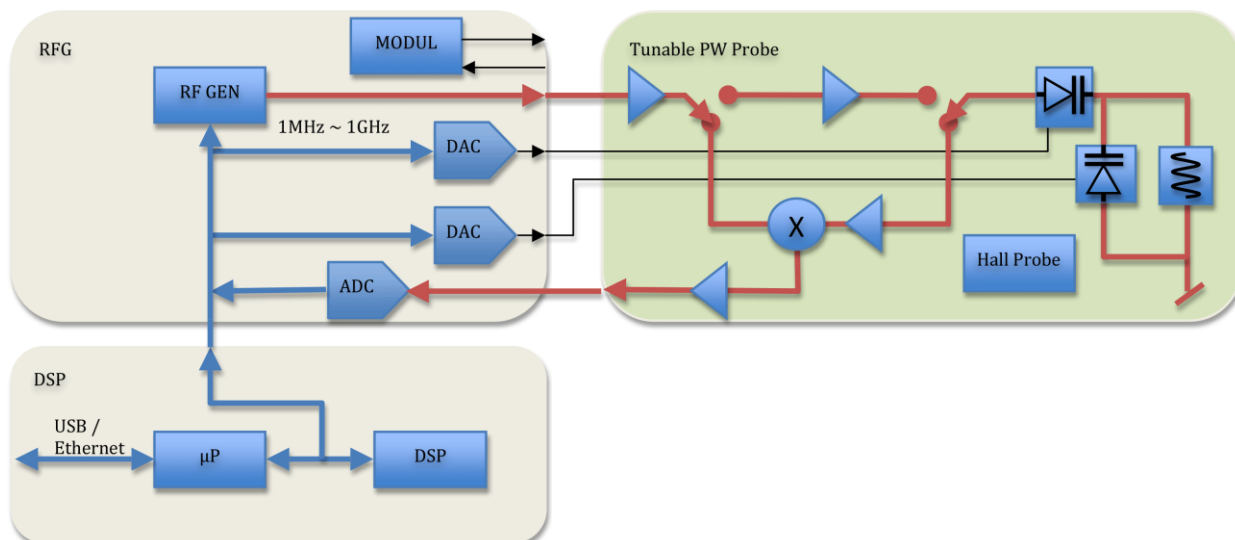 RFG
MODUL
Tunable PW Probe
RF GEN
1MHz ~ 1GHz
DAC
DAC
X
Hall Probe
ADC
DSP
USB /
Ethernet
µP
DSP